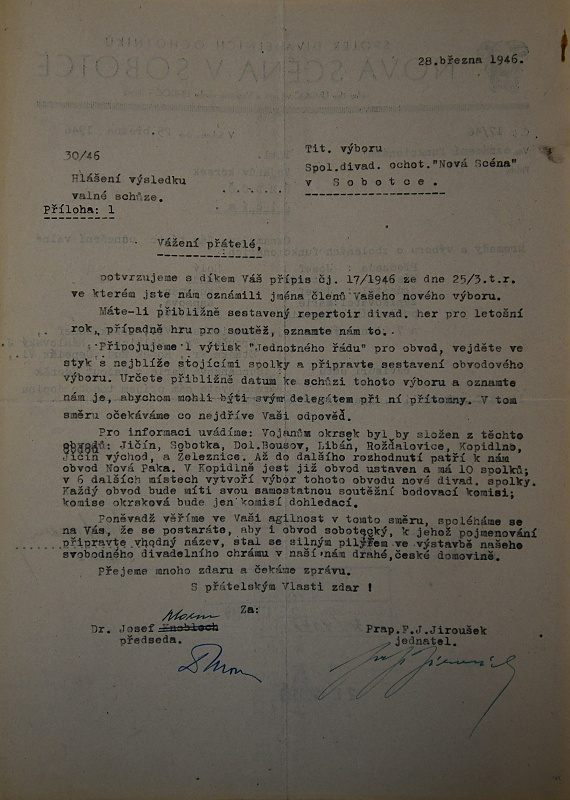 28.března 1946.
Tit. výboru
30/46
Spol.divad. ochot."Nová Scéna"
Hlášení výsledku
v Sobotce.
valné schůze.
Příloha: 1
Vážení přátelé,
potvrzujeme s díkem Váš přípis čj. 17/1946 ze dne 25/3.t.r.
ve kterém jste nám oznámili jména členů Vašeho nového výboru.
Máte-li přibližně sestavený repertoir divad. her pro letošní
rok, případně hru pro soutěž, oznamte nám to.
Připojujeme 1 výtisk "Jednotného řádu" pro obvod, vejděte ve
styk s nejblíže stojícími spolky a připravte sestavení obvodového
výboru. Určete přibližně datum ke schůzi tohoto výboru a oznamte
nám je, abychom mohli býti svým delegátem při ní přítomny. V tom
směru očekáváme co nejdříve Vaši odpověď.
Pro informaci uvádíme: Vojanům okrsek byl by složen z těchto
obvodů: Jičín, Sobotka, Dol.Bousov, Libáň, Rožďalovice, Kopidlno,
Jičín východ, a Železnice. Až do dalšího rozhodnutí patří k nám
obvod Nová Paka. V Kopidlně jest již obvod ustaven a má 10 spolků;
v 6 dalších místech vytvoří výbor tohoto obvodu nové divad. spolky.
Každý obvod bude míti svou samostatnou soutěžní bodovací komisi;
komise okrsková bude jen komisí dohledací.
Poněvadž věříme ve Vaši agilnost v tomto směru, spoléháme se
na Vás, že se postaráte, aby i obvod sobotecký, k jehož pojmenování
připravte vhodný název, stal se silným pilýřem ve výstavbě našeho
svobodného divadelního chrámu v naší nám drahé, české domovině.
Přejeme mnoho zdaru a čekáme zprávu.
S přátelským Vlasti zdar !
Za:
Dr. Josef Knobloch
Prap.F.J.Jiroušek
předseda.
jednatel.